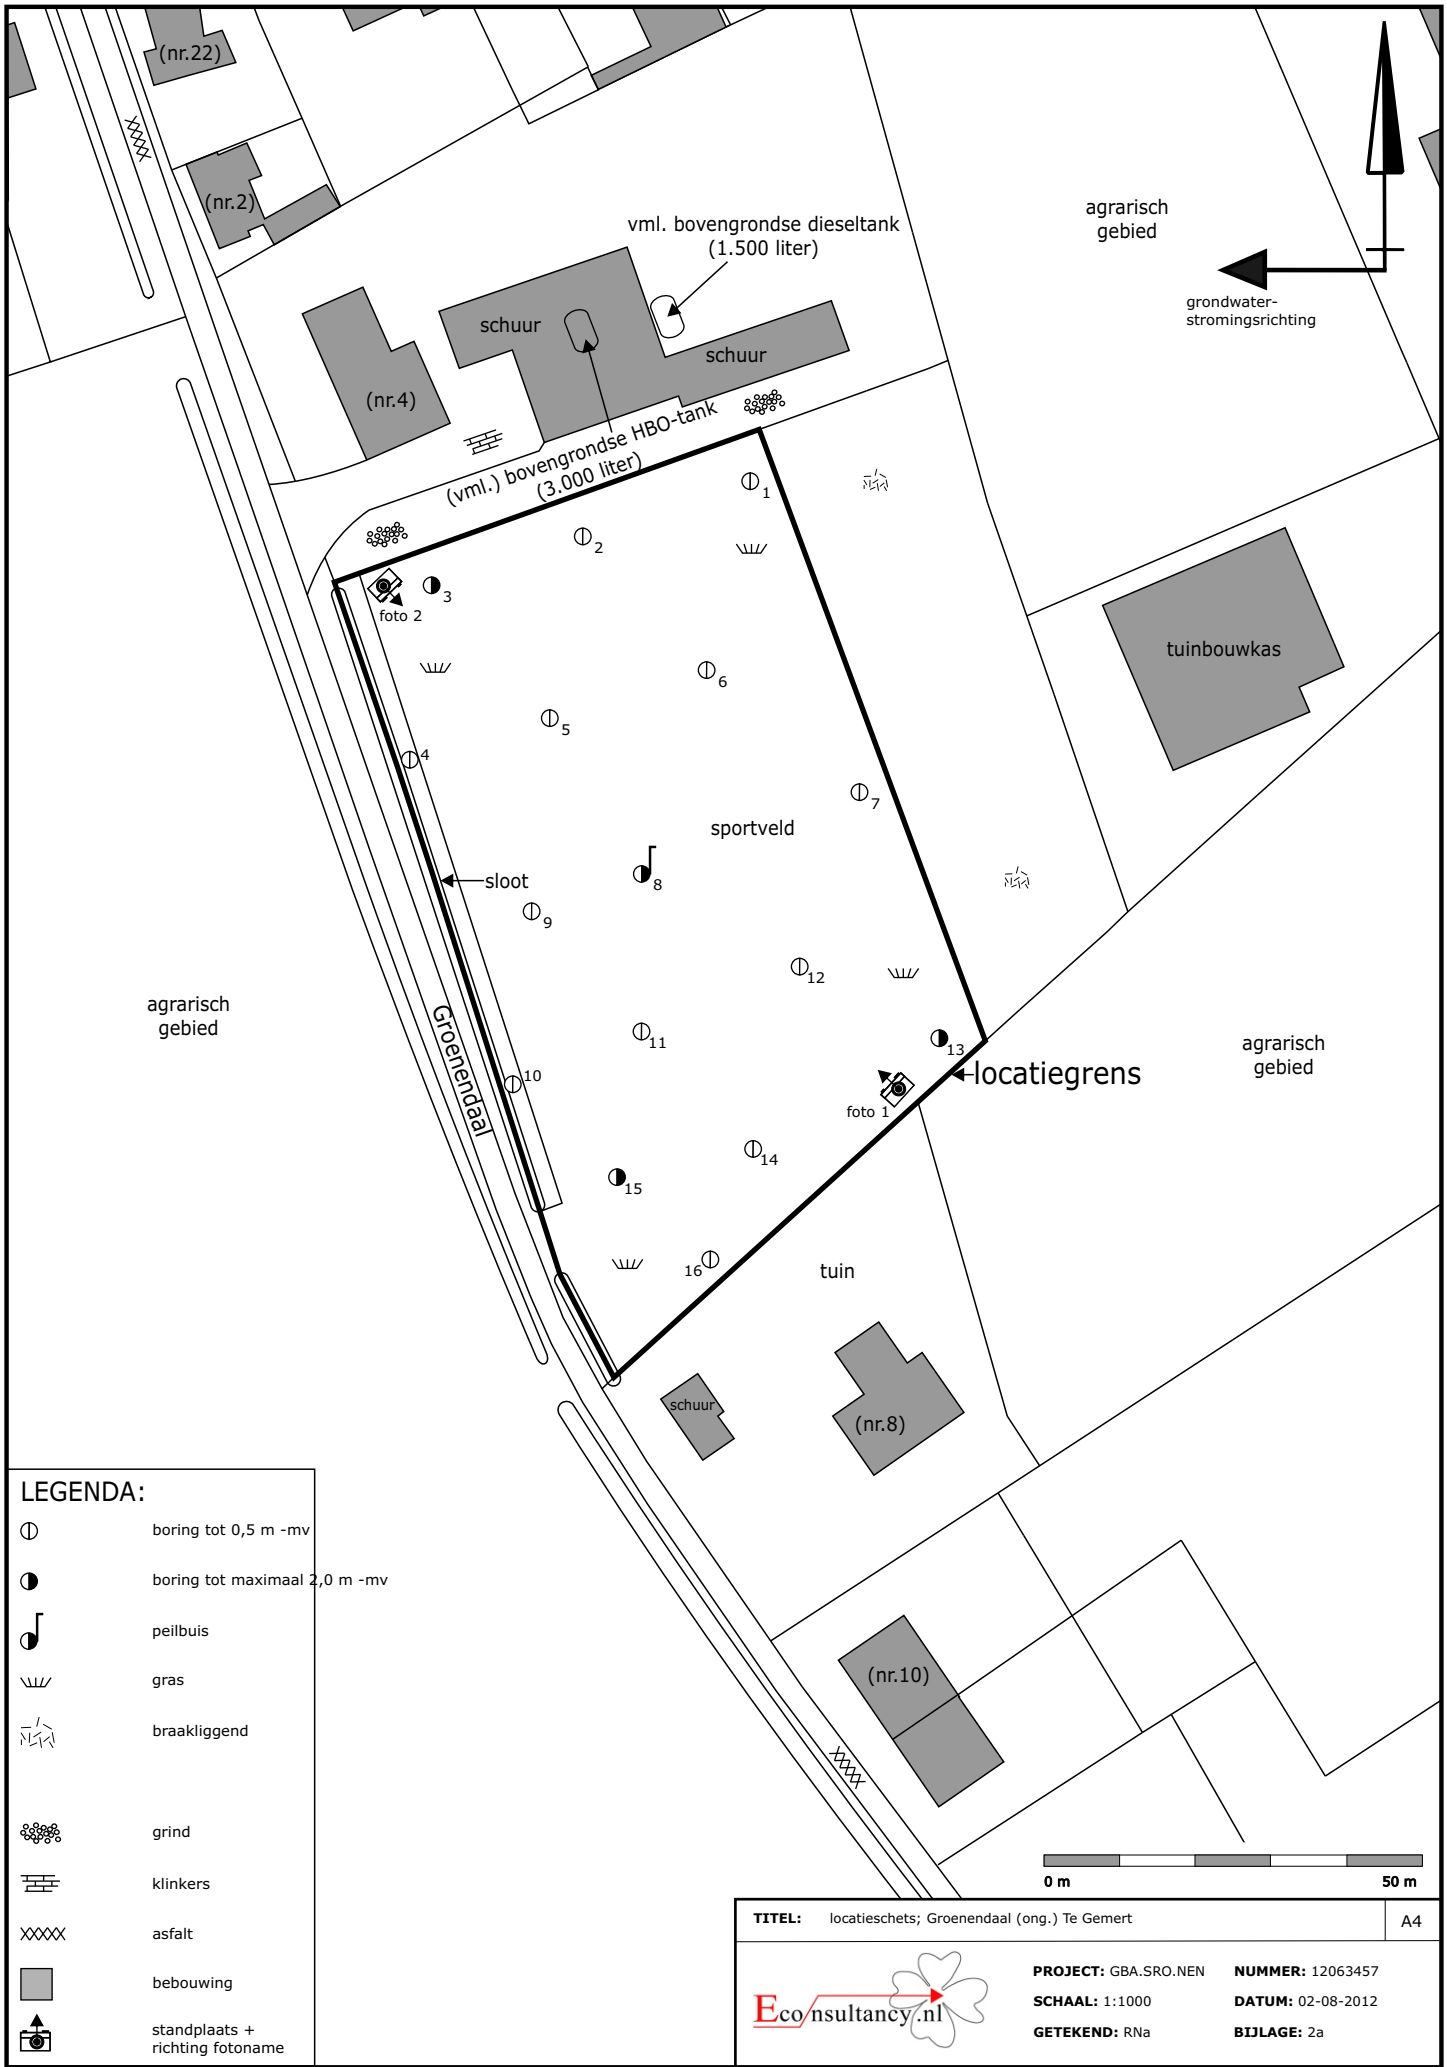 (nr.22)
(nr.2)
vml. bovengrondse dieseltank
(1.500 liter)
agrarisch
gebied
grondwater-
stromingsrichting
schuur
schuur
(nr.4)
(vml.) bovengrondse HBO-tank
(3.000 liter)
1
2
3
foto 2
tuinbouwkas
6
5
4
7
sportveld
8
sloot
9
12
agrarisch
gebied
Groenendaal
11
13
agrarisch
gebied
locatiegrens
10
foto 1
14
15
16
tuin
schuur
(nr.8)
(nr.10)
LEGENDA:
boring tot 0,5 m -mv
boring tot maximaal 2,0 m -mv
peilbuis
gras
braakliggend
grind
klinkers
asfalt
bebouwing
standplaats +
richting fotoname
0 m 50 m
TITEL: locatieschets; Groenendaal (ong.) Te Gemert A4
Econsultancy.nl
PROJECT: GBA.SRO.NEN NUMMER: 12063457
SCHAAL: 1:1000 DATUM: 02-08-2012
GETEKEND: RNa BIJLAGE: 2a